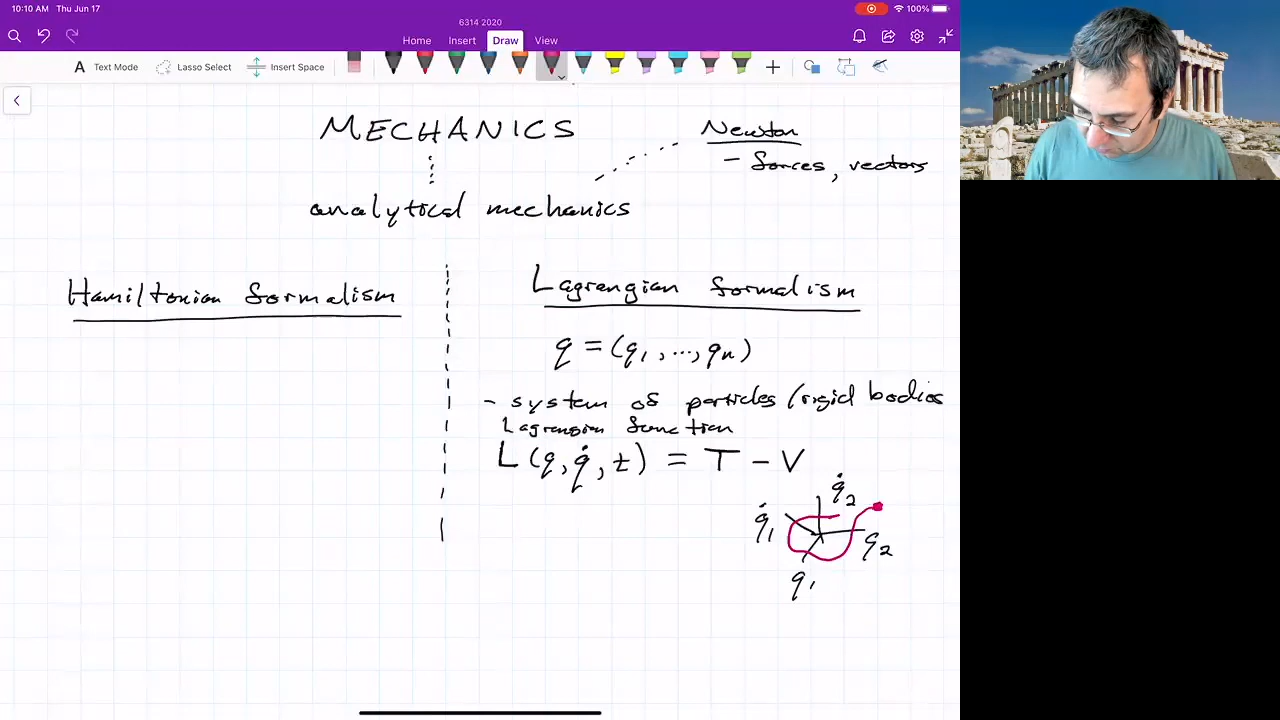 10:10 AM Thu Jun 17
100%
6314 2020
Home Insert Draw View
A Text Mode Lasso Select Insert Space
MECHANICS
Newton
- forces, vectors
analytical mechanics
Hamiltonian formalism
Lagrangian formalism
q = (q1, ..., qn)
- system of particles / rigid bodies
Lagrangian function
L(q, q̇, t) = T - V
q̇2
q̇1
q2
q1